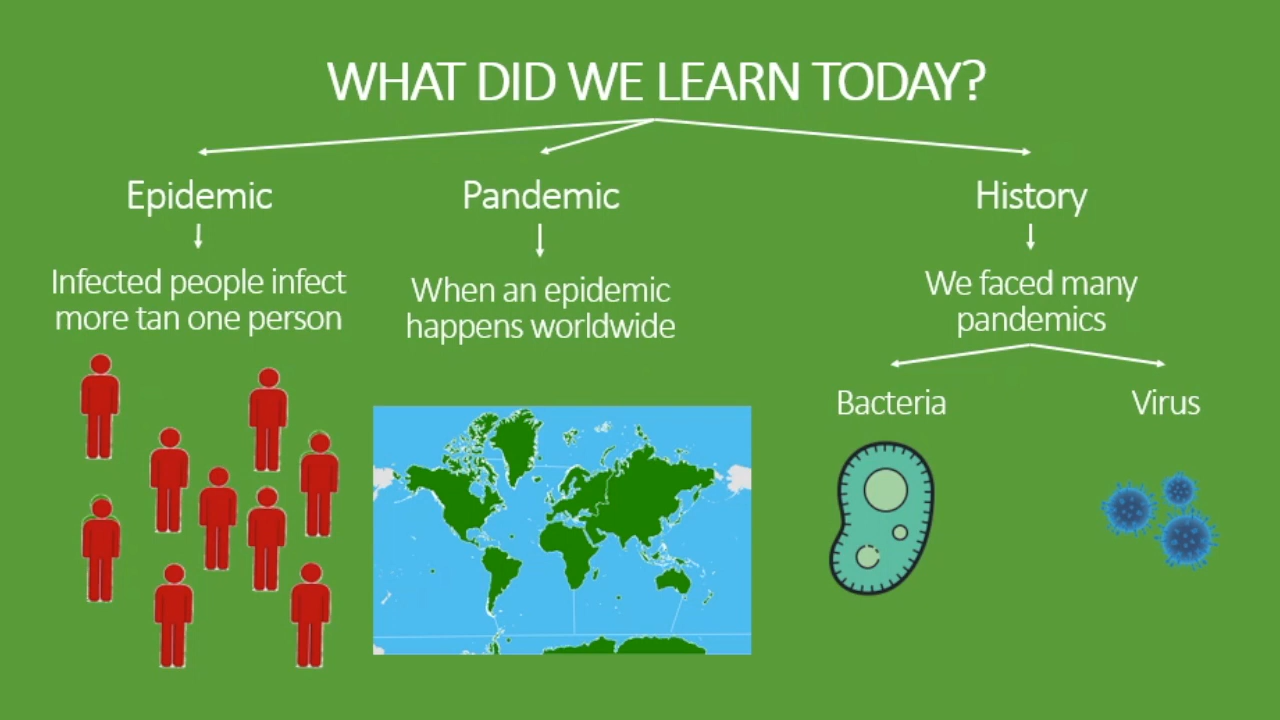 WHAT DID WE LEARN TODAY?
Epidemic
Infected people infect
more tan one person
Pandemic
When an epidemic
happens worldwide
History
We faced many
pandemics
Bacteria
Virus